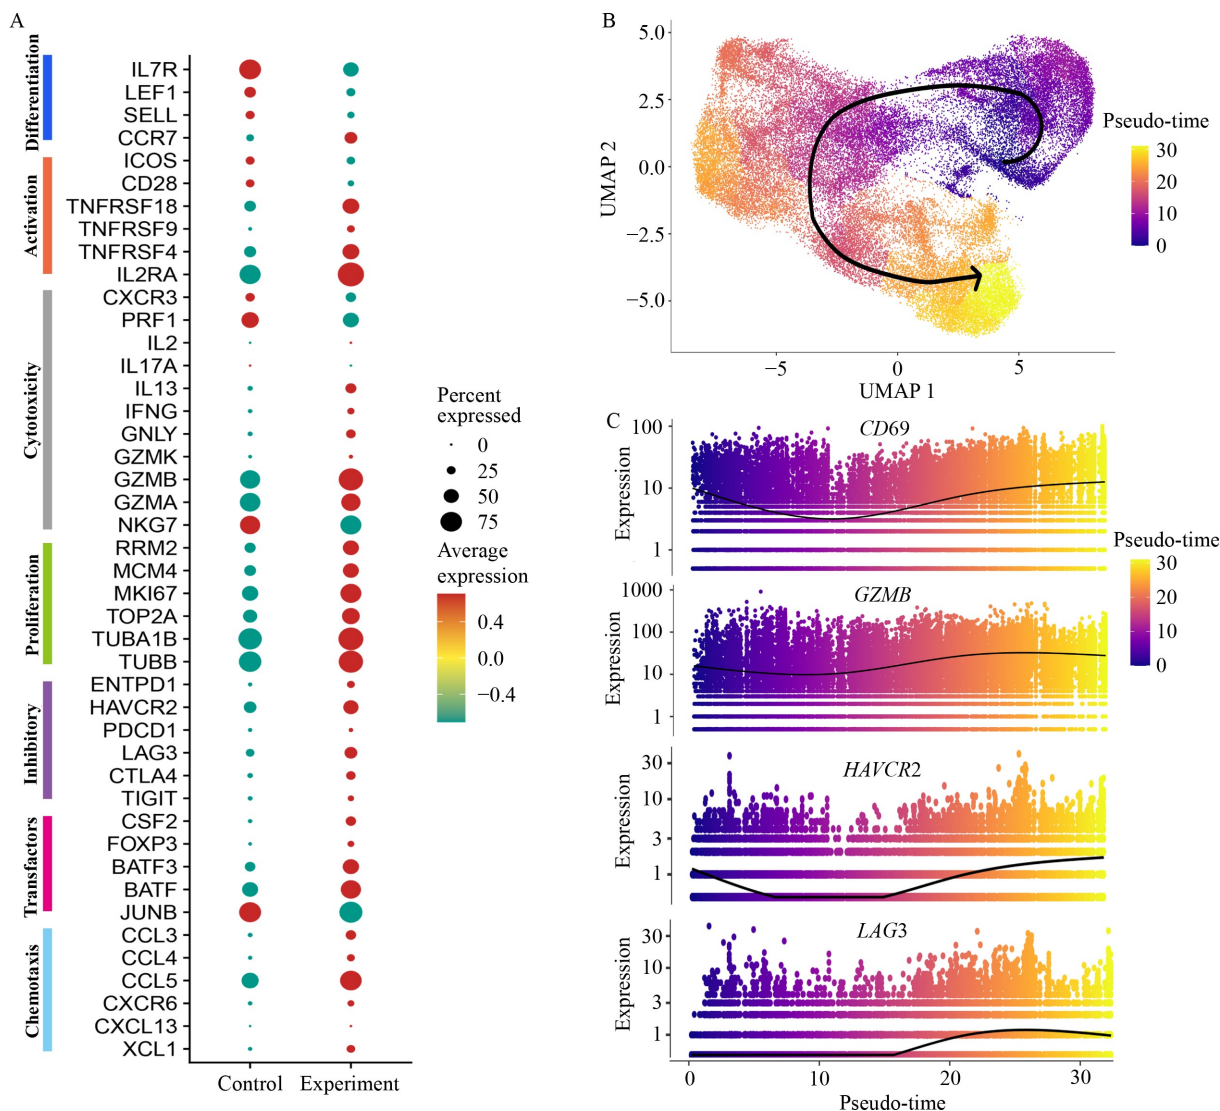 A
Differentiation
Activation
Cytotoxicity
Proliferation
Inhibitory
Transfactors
Chemotaxis
IL7R
LEF1
SELL
CCR7
ICOS
CD28
TNFRSF18
TNFRSF9
TNFRSF4
IL2RA
CXCR3
PRF1
IL2
IL17A
IL13
IFNG
GNLY
GZMK
GZMB
GZMA
NKG7
RRM2
MCM4
MKI67
TOP2A
TUBA1B
TUBB
ENTPD1
HAVCR2
PDCD1
LAG3
CTLA4
TIGIT
CSF2
FOXP3
BATF3
BATF
JUNB
CCL3
CCL4
CCL5
CXCR6
CXCL13
XCL1
Control Experiment
Percent
expressed
0
25
50
75
Average
expression
0.4
0.0
−0.4
B
5.0
2.5
0.0
−2.5
−5.0
UMAP 2
−5 0 5
UMAP 1
Pseudo-time
30
20
10
0
C
CD69
100
10
1
Expression
GZMB
1000
100
10
1
Expression
HAVCR2
30
10
3
1
Expression
LAG3
30
10
3
1
Expression
0 10 20 30
Pseudo-time
Pseudo-time
30
20
10
0